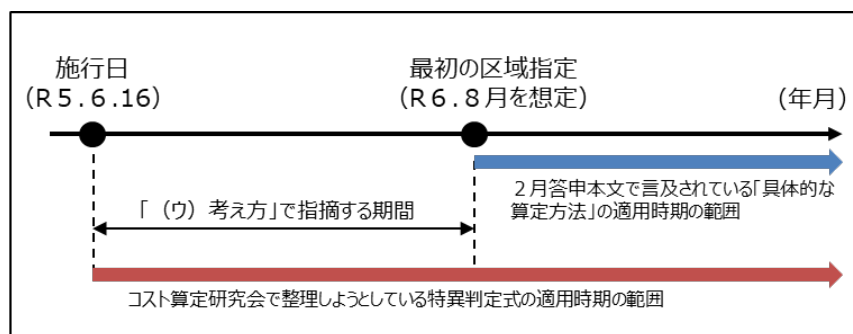 施行日
（R５.６.16）
最初の区域指定
（R６.８月を想定）
（年月）
２月答申本文で言及されている「具体的な
算定方法」の適用時期の範囲
「（ウ）考え方」で指摘する期間
コスト算定研究会で整理しようとしている特異判定式の適用時期の範囲